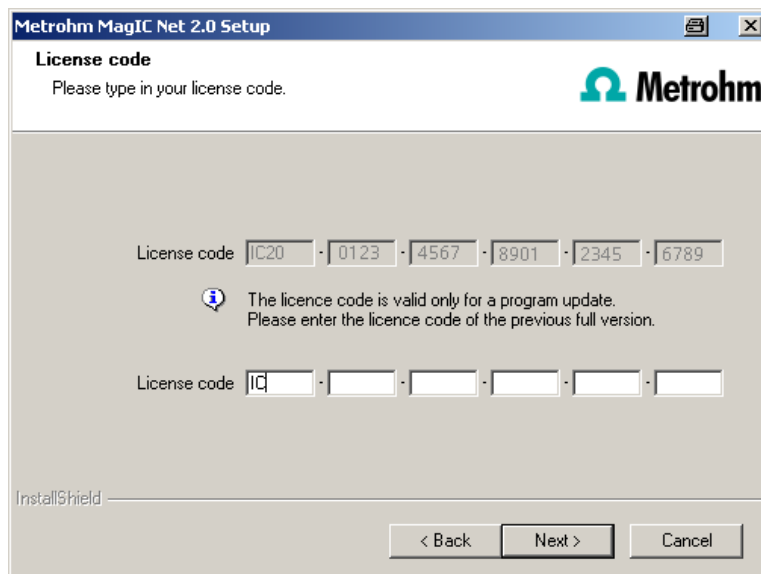 Metrohm MagIC Net 2.0 Setup
License code
Please type in your license code.
Metrohm
License code IC20 - 0123 - 4567 - 8901 - 2345 - 6789
The licence code is valid only for a program update.
Please enter the licence code of the previous full version.
License code IC - - - - -
InstallShield
< Back Next > Cancel